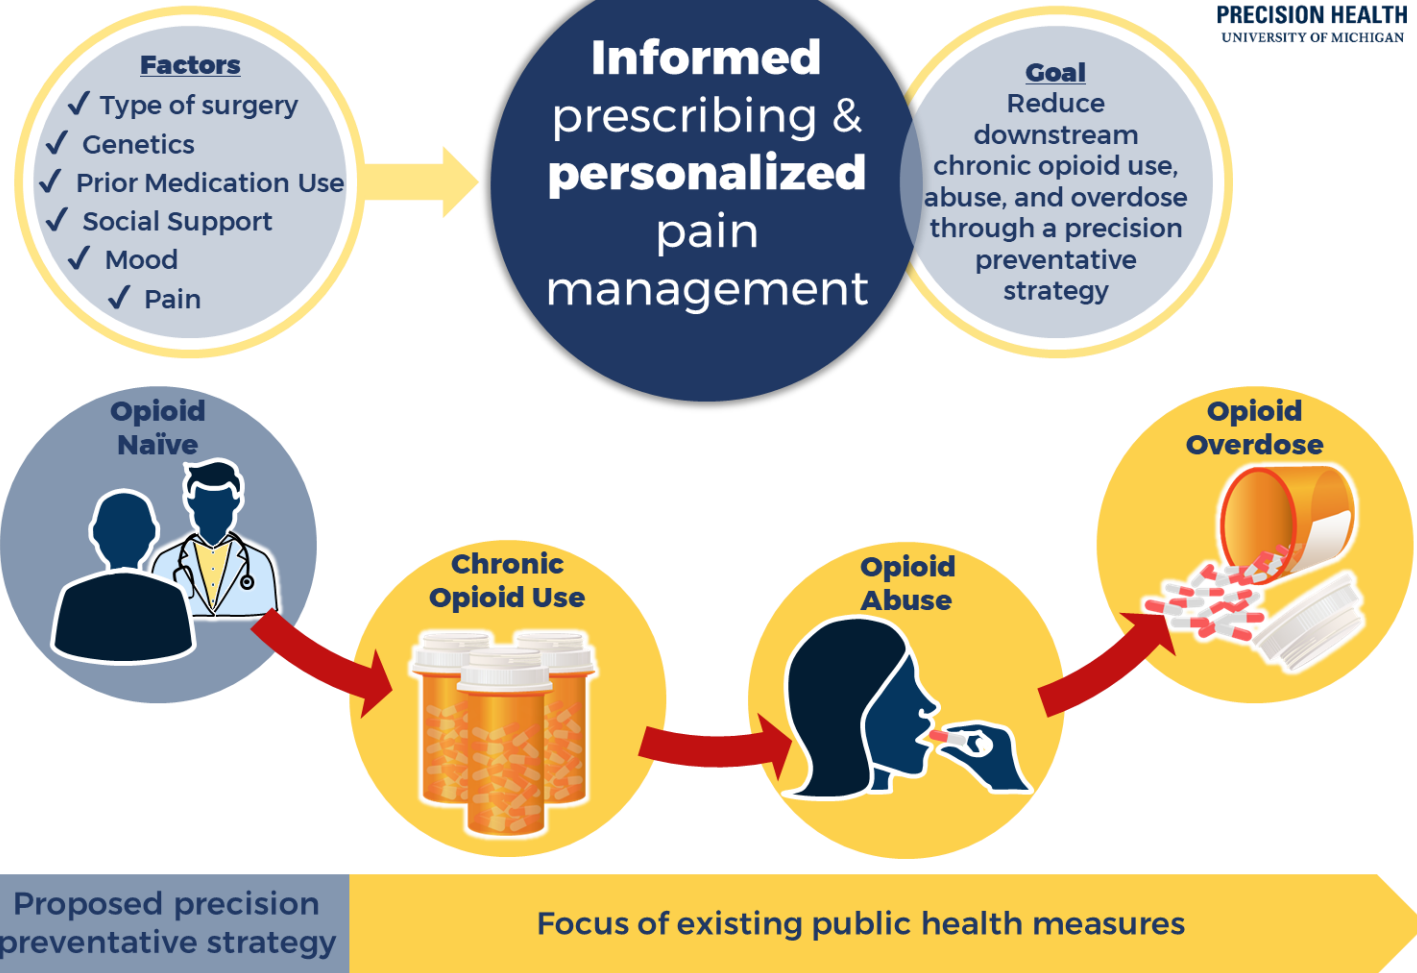 PRECISION HEALTH
UNIVERSITY OF MICHIGAN
Factors
✓ Type of surgery
✓ Genetics
✓ Prior Medication Use
✓ Social Support
✓ Mood
✓ Pain
Informed
prescribing &
personalized
pain
management
Goal
Reduce
downstream
chronic opioid use,
abuse, and overdose
through a precision
preventative
strategy
Opioid
Naïve
Chronic
Opioid Use
Opioid
Abuse
Opioid
Overdose
Proposed precision
preventative strategy
Focus of existing public health measures